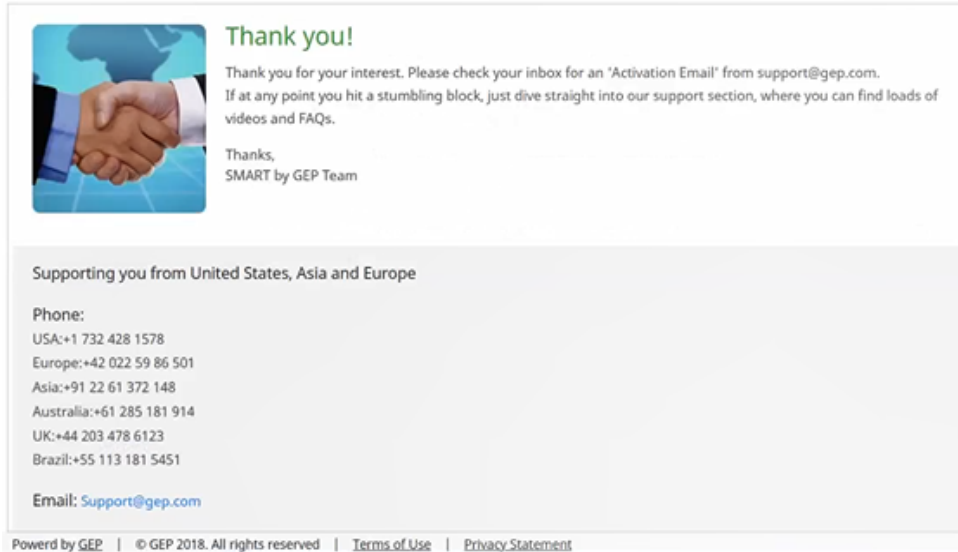 Thank you!
Thank you for your interest. Please check your inbox for an "Activation Email" from support@gep.com.
If at any point you hit a stumbling block, just dive straight into our support section, where you can find loads of
videos and FAQs.
Thanks,
SMART by GEP Team
Supporting you from United States, Asia and Europe
Phone:
USA:+1 732 428 1578
Europe:+42 022 59 86 501
Asia:+91 22 61 372 148
Australia:+61 285 181 914
UK:+44 203 478 6123
Brazil:+55 113 181 5451
Email: Support@gep.com
Powerd by GEP | © GEP 2018. All rights reserved | Terms of Use | Privacy Statement